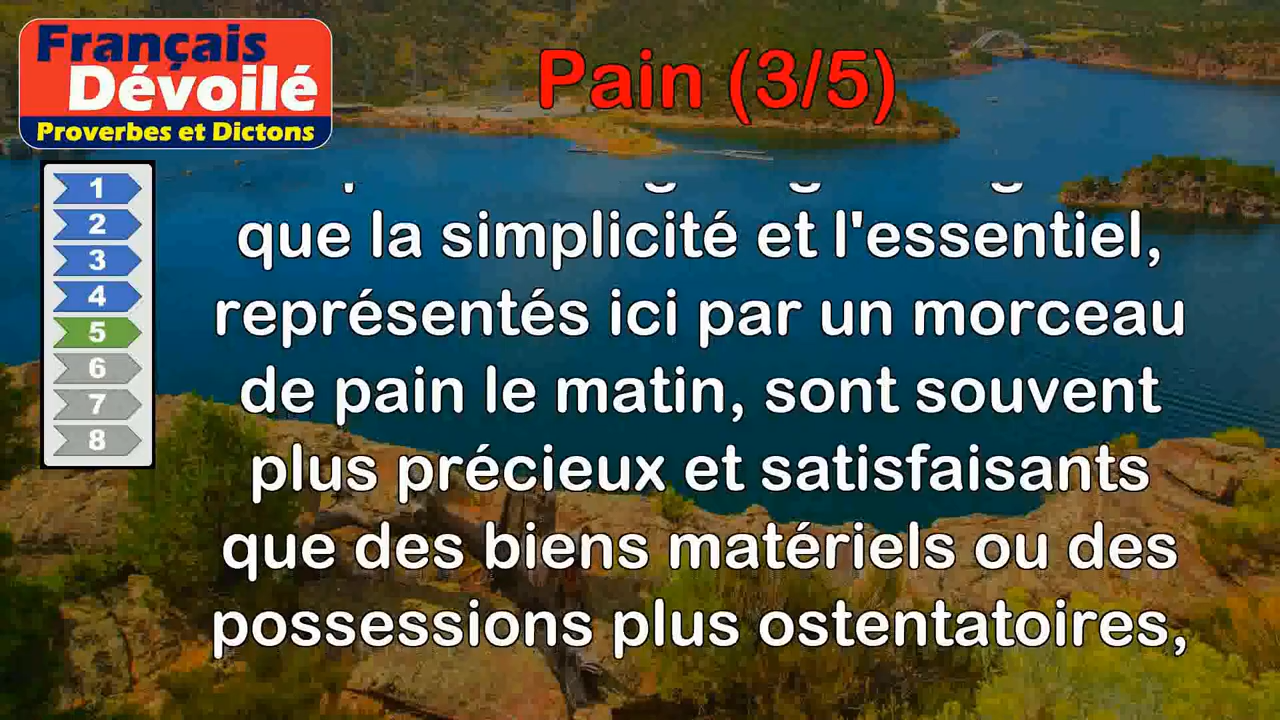 Français
Dévoilé
Proverbes et Dictons
Pain (3/5)
1
2
3
4
5
6
7
8
que la simplicité et l'essentiel,
représentés ici par un morceau
de pain le matin, sont souvent
plus précieux et satisfaisants
que des biens matériels ou des
possessions plus ostentatoires,